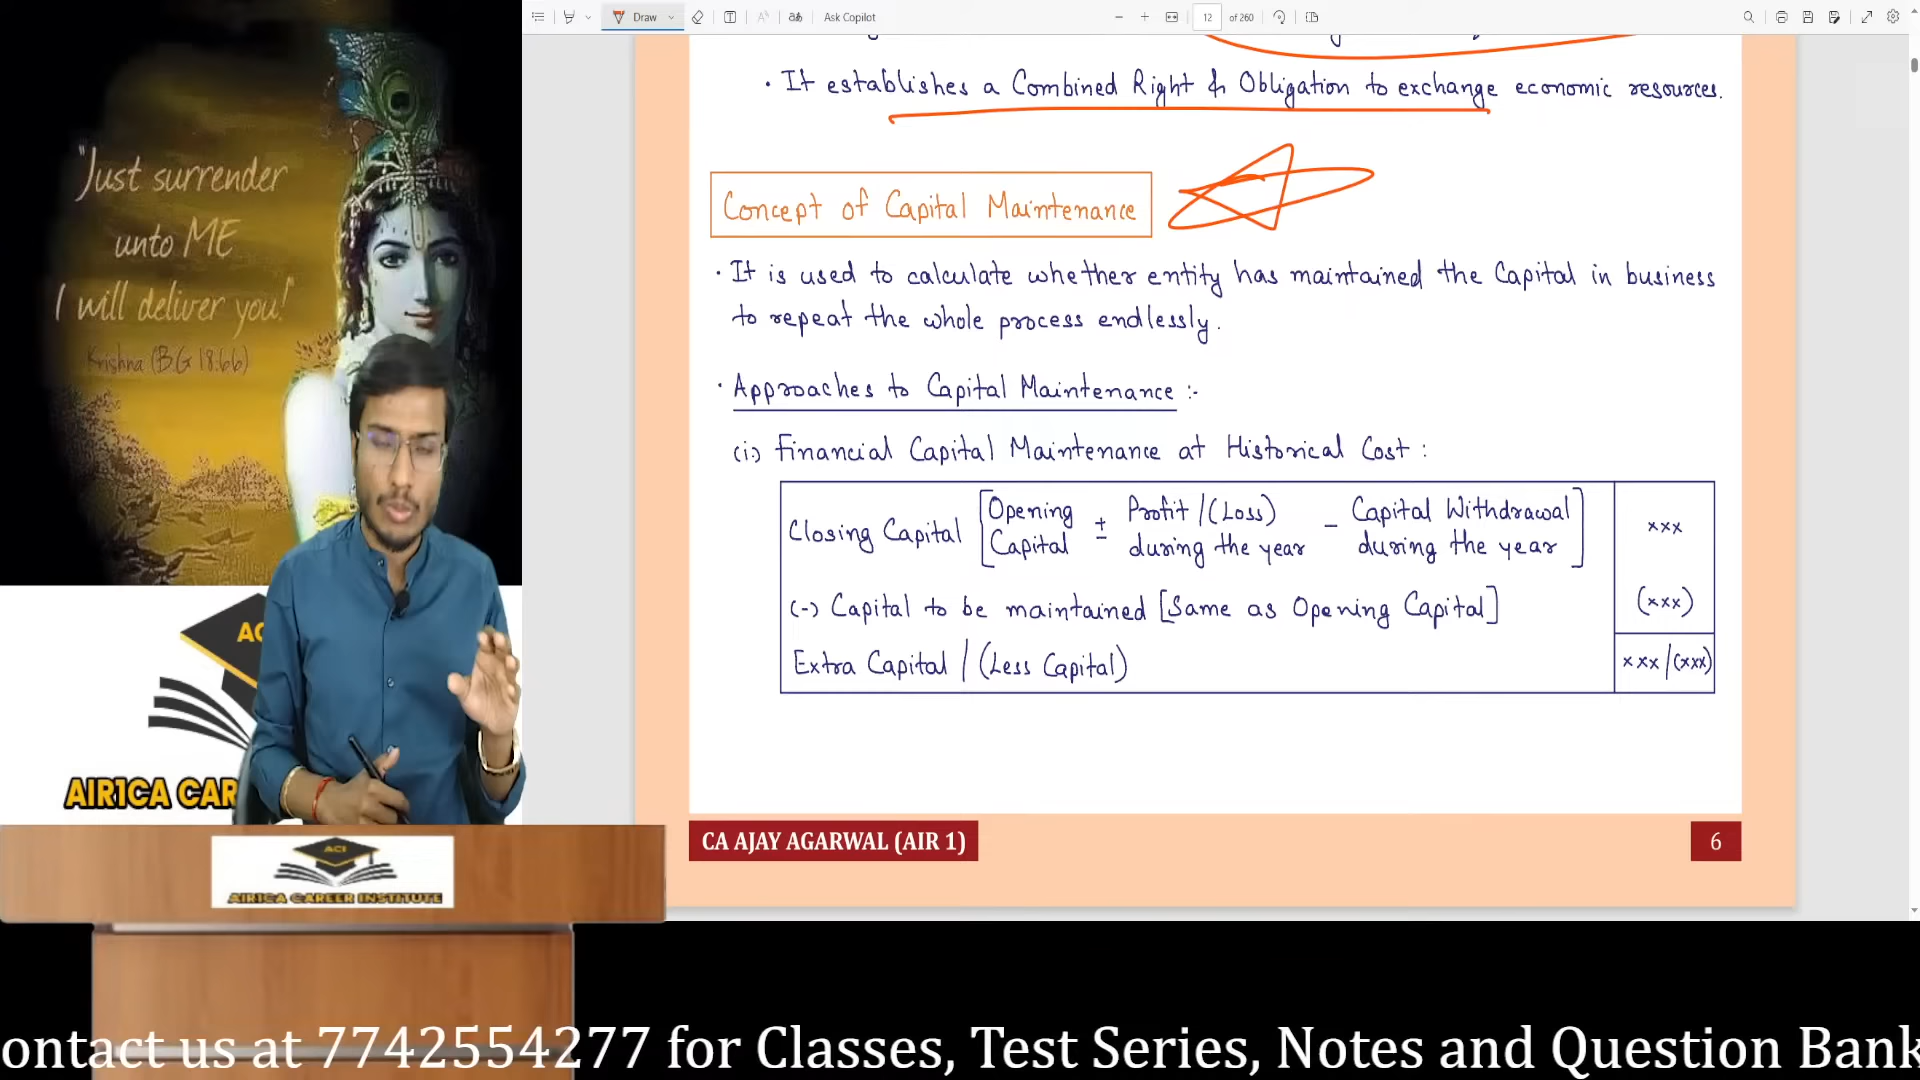 Draw
Ask Copilot
12
of 260
"Just surrender
unto ME
I will deliver you!"
Krishna (B.G 18:66)
• It establishes a Combined Right & Obligation to exchange economic resources.
Concept of Capital Maintenance
• It is used to calculate whether entity has maintained the Capital in business
to repeat the whole process endlessly.
• Approaches to Capital Maintenance :-
(i.) Financial Capital Maintenance at Historical Cost :
Closing Capital [Opening Capital ± Profit/(Loss) during the year - Capital Withdrawal during the year] xxx
(-) Capital to be maintained [Same as Opening Capital] (xxx)
Extra Capital / (Less Capital) xxx/(xxx)
CA AJAY AGARWAL (AIR 1)
6
AIR1CA CAR
ACI
AIR1CA CAREER INSTITUTE
ontact us at 7742554277 for Classes, Test Series, Notes and Question Bank